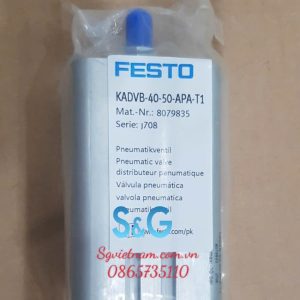 FESTO
KADVB-40-50-APA-T1
Mat.-Nr.: 8079835
Serie: J708
Pneumatikventil
Pneumatic valve
distributeur pneumatique
Válvula pneumática
valvola pneumatica
S&G
Sgvietnam.com.vn
0865735110